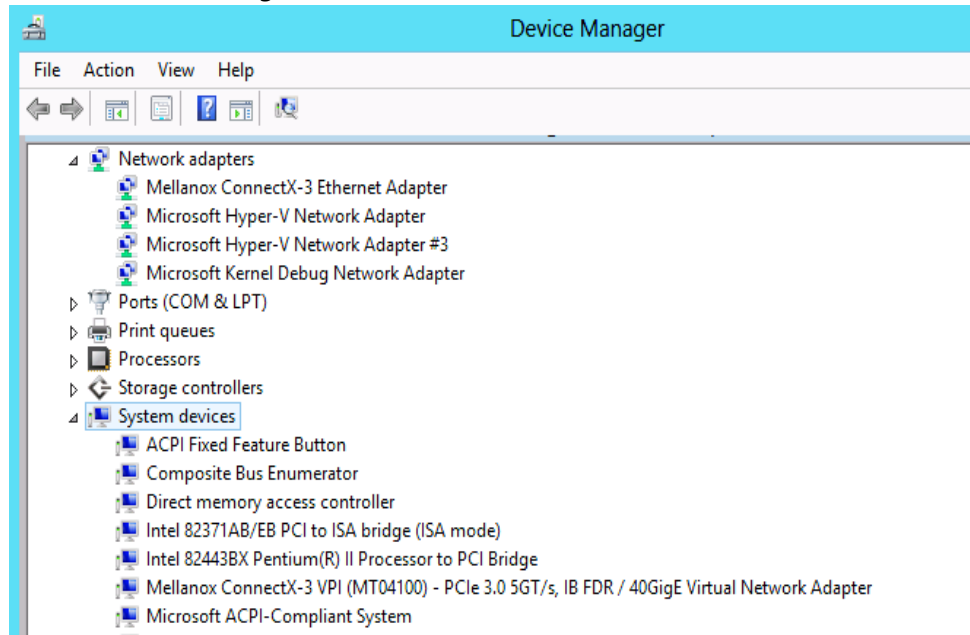 Device Manager
File Action View Help
Network adapters
Mellanox ConnectX-3 Ethernet Adapter
Microsoft Hyper-V Network Adapter
Microsoft Hyper-V Network Adapter #3
Microsoft Kernel Debug Network Adapter
Ports (COM & LPT)
Print queues
Processors
Storage controllers
System devices
ACPI Fixed Feature Button
Composite Bus Enumerator
Direct memory access controller
Intel 82371AB/EB PCI to ISA bridge (ISA mode)
Intel 82443BX Pentium(R) II Processor to PCI Bridge
Mellanox ConnectX-3 VPI (MT04100) - PCIe 3.0 5GT/s, IB FDR / 40GigE Virtual Network Adapter
Microsoft ACPI-Compliant System